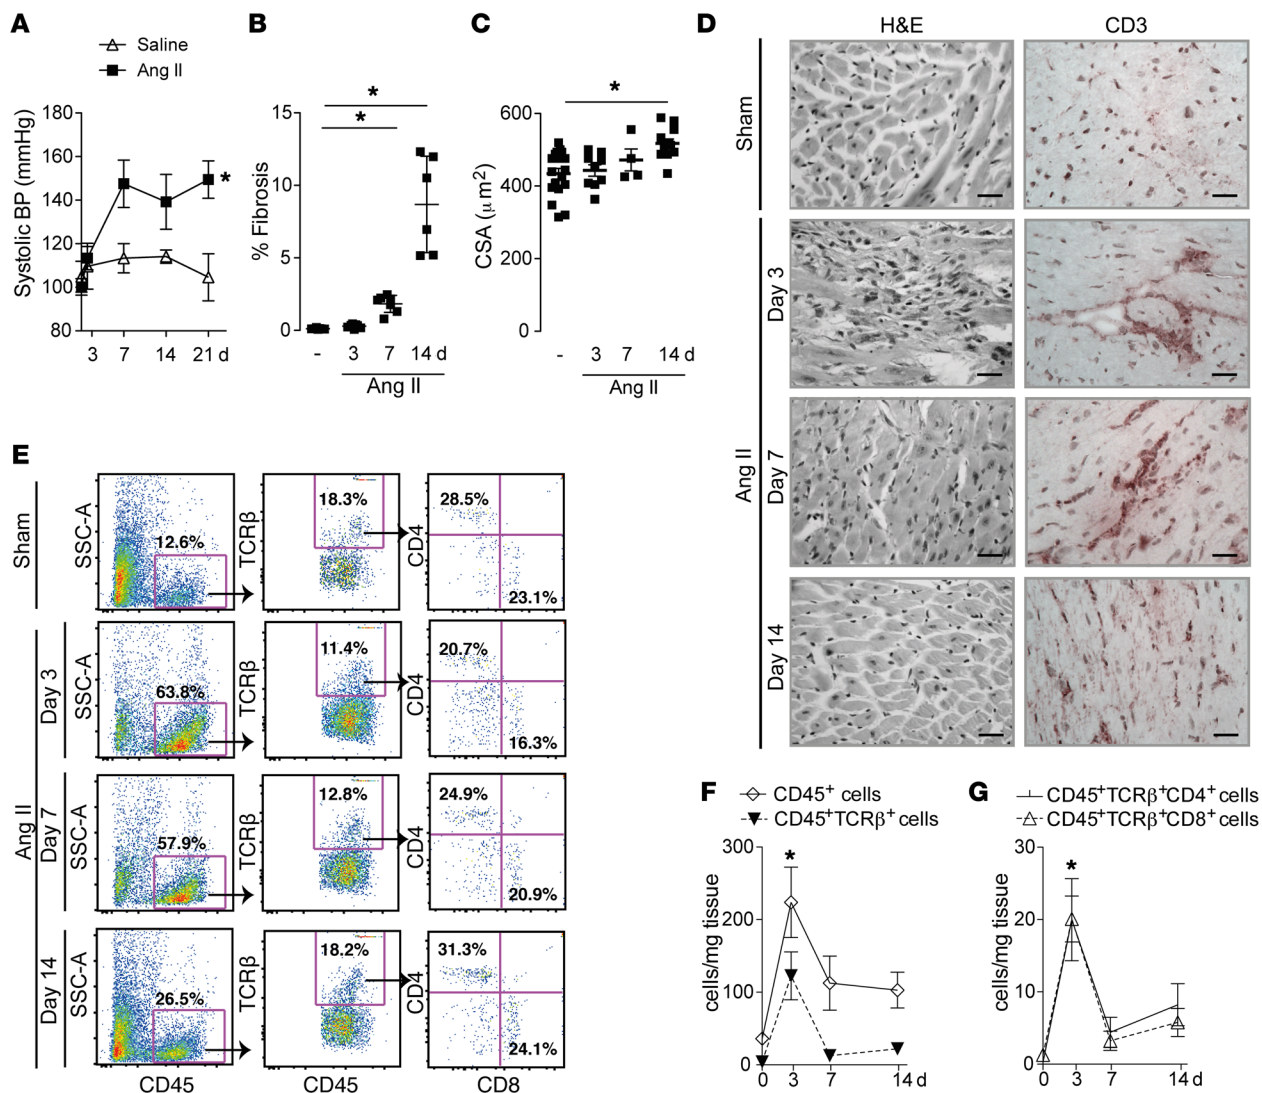 A
Saline
Ang II
Systolic BP (mmHg)
180
160
140
120
100
80
3 7 14 21 d
*
B
% Fibrosis
15
10
5
0
*
*
- 3 7 14 d
Ang II
C
CSA (μm2)
600
400
200
0
*
- 3 7 14 d
Ang II
D
H&E CD3
Sham
Ang II
Day 3
Day 7
Day 14
E
Sham
SSC-A
12.6%
TCRβ
18.3%
CD4
28.5%
23.1%
Ang II
Day 3
SSC-A
63.8%
TCRβ
11.4%
CD4
20.7%
16.3%
Day 7
SSC-A
57.9%
TCRβ
12.8%
CD4
24.9%
20.9%
Day 14
SSC-A
26.5%
TCRβ
18.2%
CD4
31.3%
24.1%
CD45 CD45 CD8
F
CD45+ cells
CD45+TCRβ+ cells
cells/mg tissue
300
200
100
0
*
0 3 7 14 d
G
CD45+TCRβ+CD4+ cells
CD45+TCRβ+CD8+ cells
cells/mg tissue
30
20
10
0
*
0 3 7 14 d